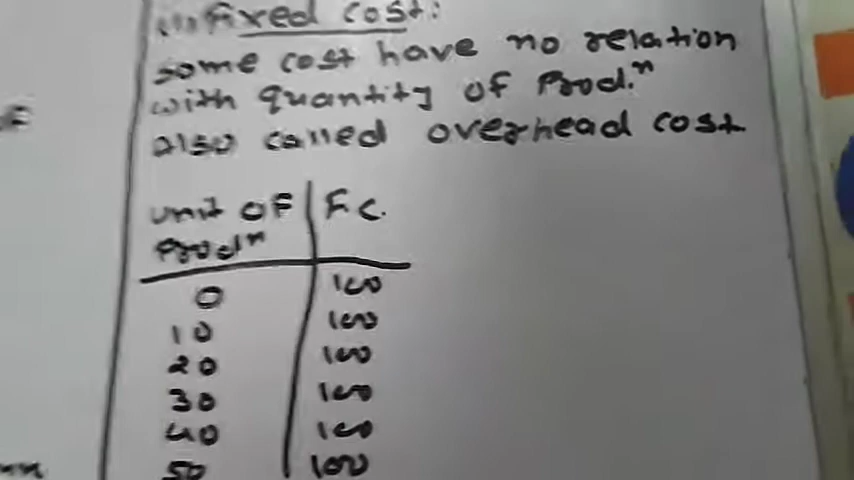 Fixed cost:
some cost have no relation
with quantity of Prod.ⁿ
also called overhead cost
unit of | F.C.
Prodⁿ
0 | 100
10 | 100
20 | 100
30 | 100
40 | 100
50 | 100